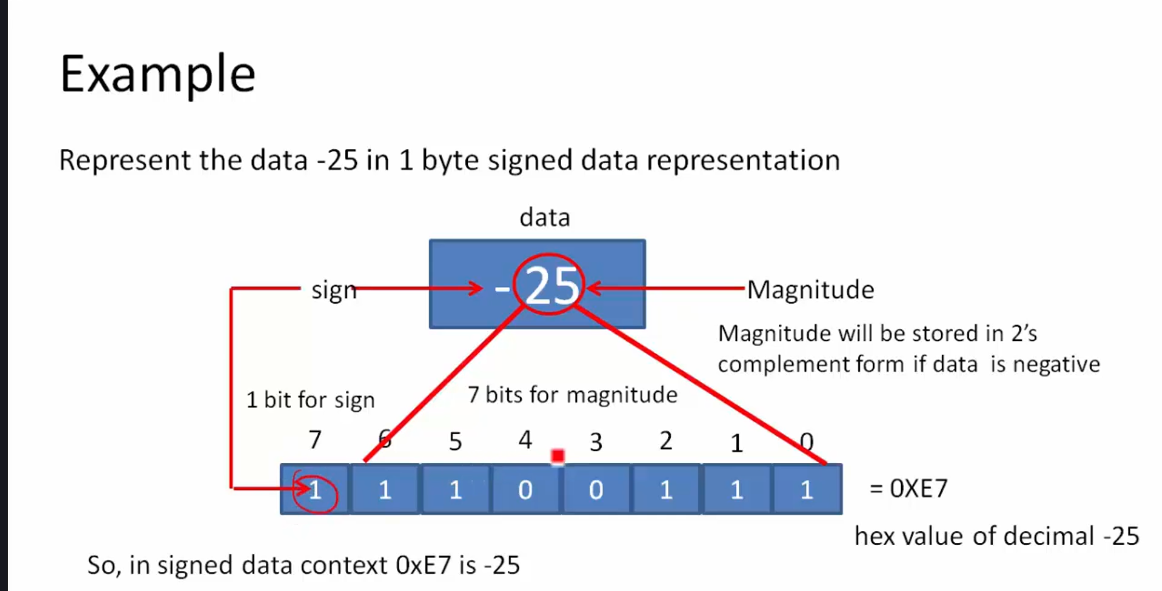 Example
Represent the data -25 in 1 byte signed data representation
data
sign
-25
Magnitude
Magnitude will be stored in 2's
complement form if data is negative
1 bit for sign
7 bits for magnitude
7 6 5 4 3 2 1 0
1 1 1 0 0 1 1 1 = 0XE7
hex value of decimal -25
So, in signed data context 0xE7 is -25